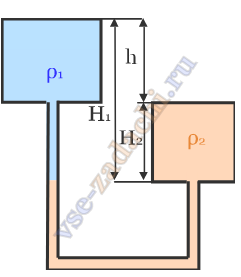 ρ₁
h
H₁
H₂
ρ₂
vse-zadachi.ru